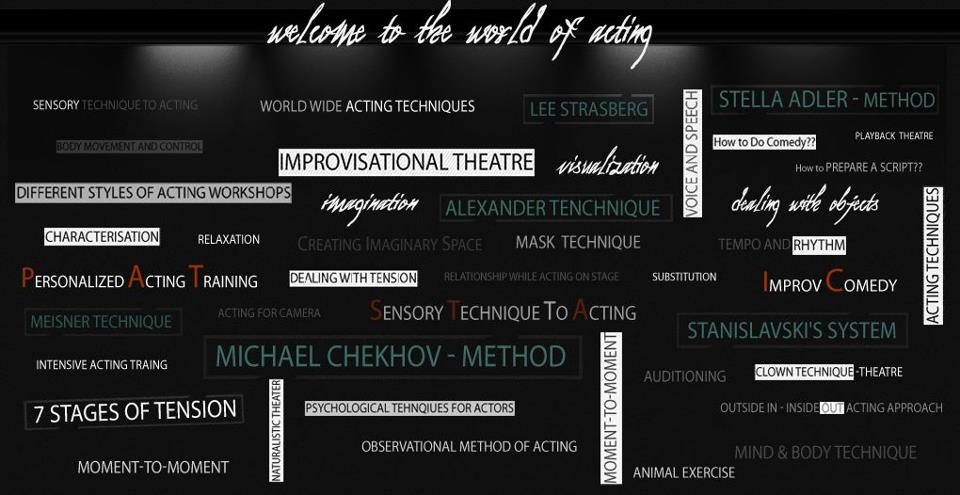 welcome to the world of acting
SENSORY TECHNIQUE TO ACTING
WORLD WIDE ACTING TECHNIQUES
LEE STRASBERG
VOICE AND SPEECH
STELLA ADLER - METHOD
How to Do Comedy??
PLAYBACK THEATRE
BODY MOVEMENT AND CONTROL
IMPROVISATIONAL THEATRE
visualization
How to PREPARE A SCRIPT??
DIFFERENT STYLES OF ACTING WORKSHOPS
imagination
ALEXANDER TENCHNIQUE
dealing with objects
ACTING TECHNIQUES
CHARACTERISATION
RELAXATION
CREATING IMAGINARY SPACE
MASK TECHNIQUE
TEMPO AND RHYTHM
PERSONALIZED ACTING TRAINING
DEALING WITH TENSION
RELATIONSHIP WHILE ACTING ON STAGE
SUBSTITUTION
IMPROV COMEDY
MEISNER TECHNIQUE
ACTING FOR CAMERA
SENSORY TECHNIQUE TO ACTING
STANISLAVSKI'S SYSTEM
INTENSIVE ACTING TRAING
MICHAEL CHEKHOV - METHOD
MOMENT-TO-MOMENT
AUDITIONING
CLOWN TECHNIQUE-THEATRE
7 STAGES OF TENSION
NATURALISTIC THEATER
PSYCHOLOGICAL TEHNQIUES FOR ACTORS
OUTSIDE IN - INSIDE OUT ACTING APPROACH
OBSERVATIONAL METHOD OF ACTING
MIND & BODY TECHNIQUE
MOMENT-TO-MOMENT
ANIMAL EXERCISE